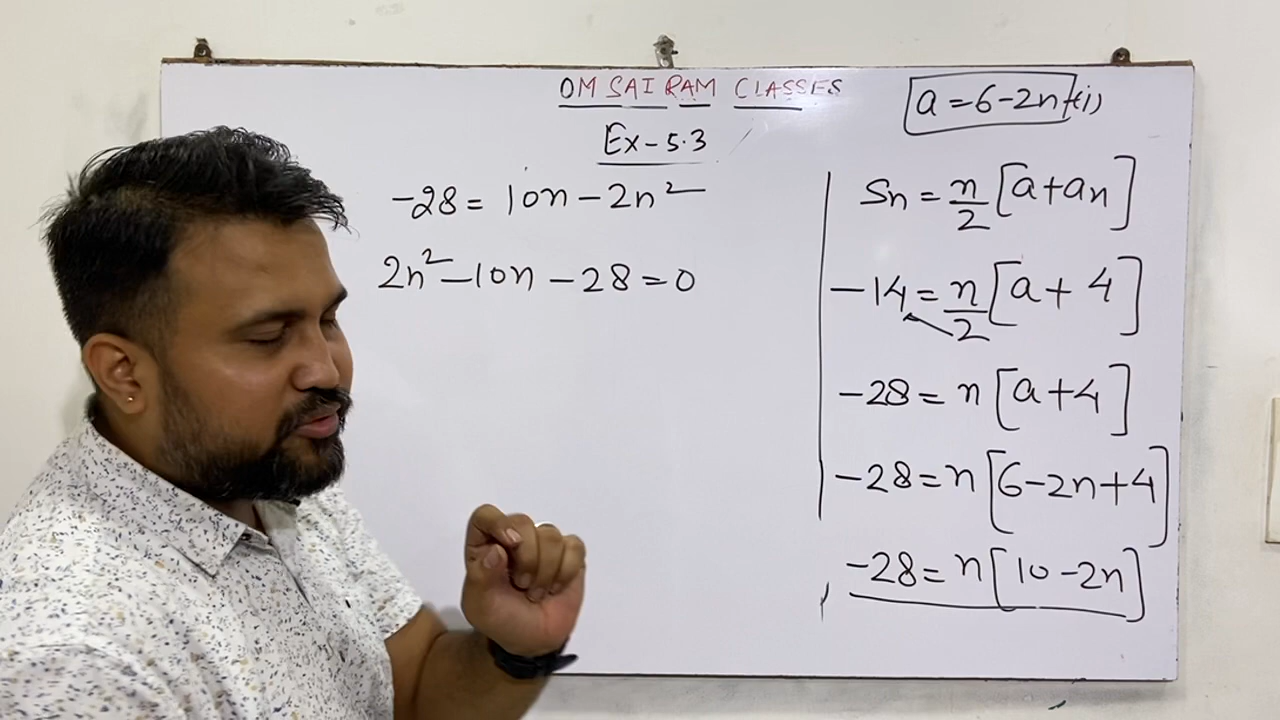 OM SAI RAM CLASSES
Ex-5.3
-28 = 10n - 2n²
2n² - 10n - 28 = 0
a = 6 - 2n -(i)
Sn = n/2 [a + an]
-14 = n/2 [a + 4]
-28 = n [a + 4]
-28 = n [6 - 2n + 4]
-28 = n [10 - 2n]